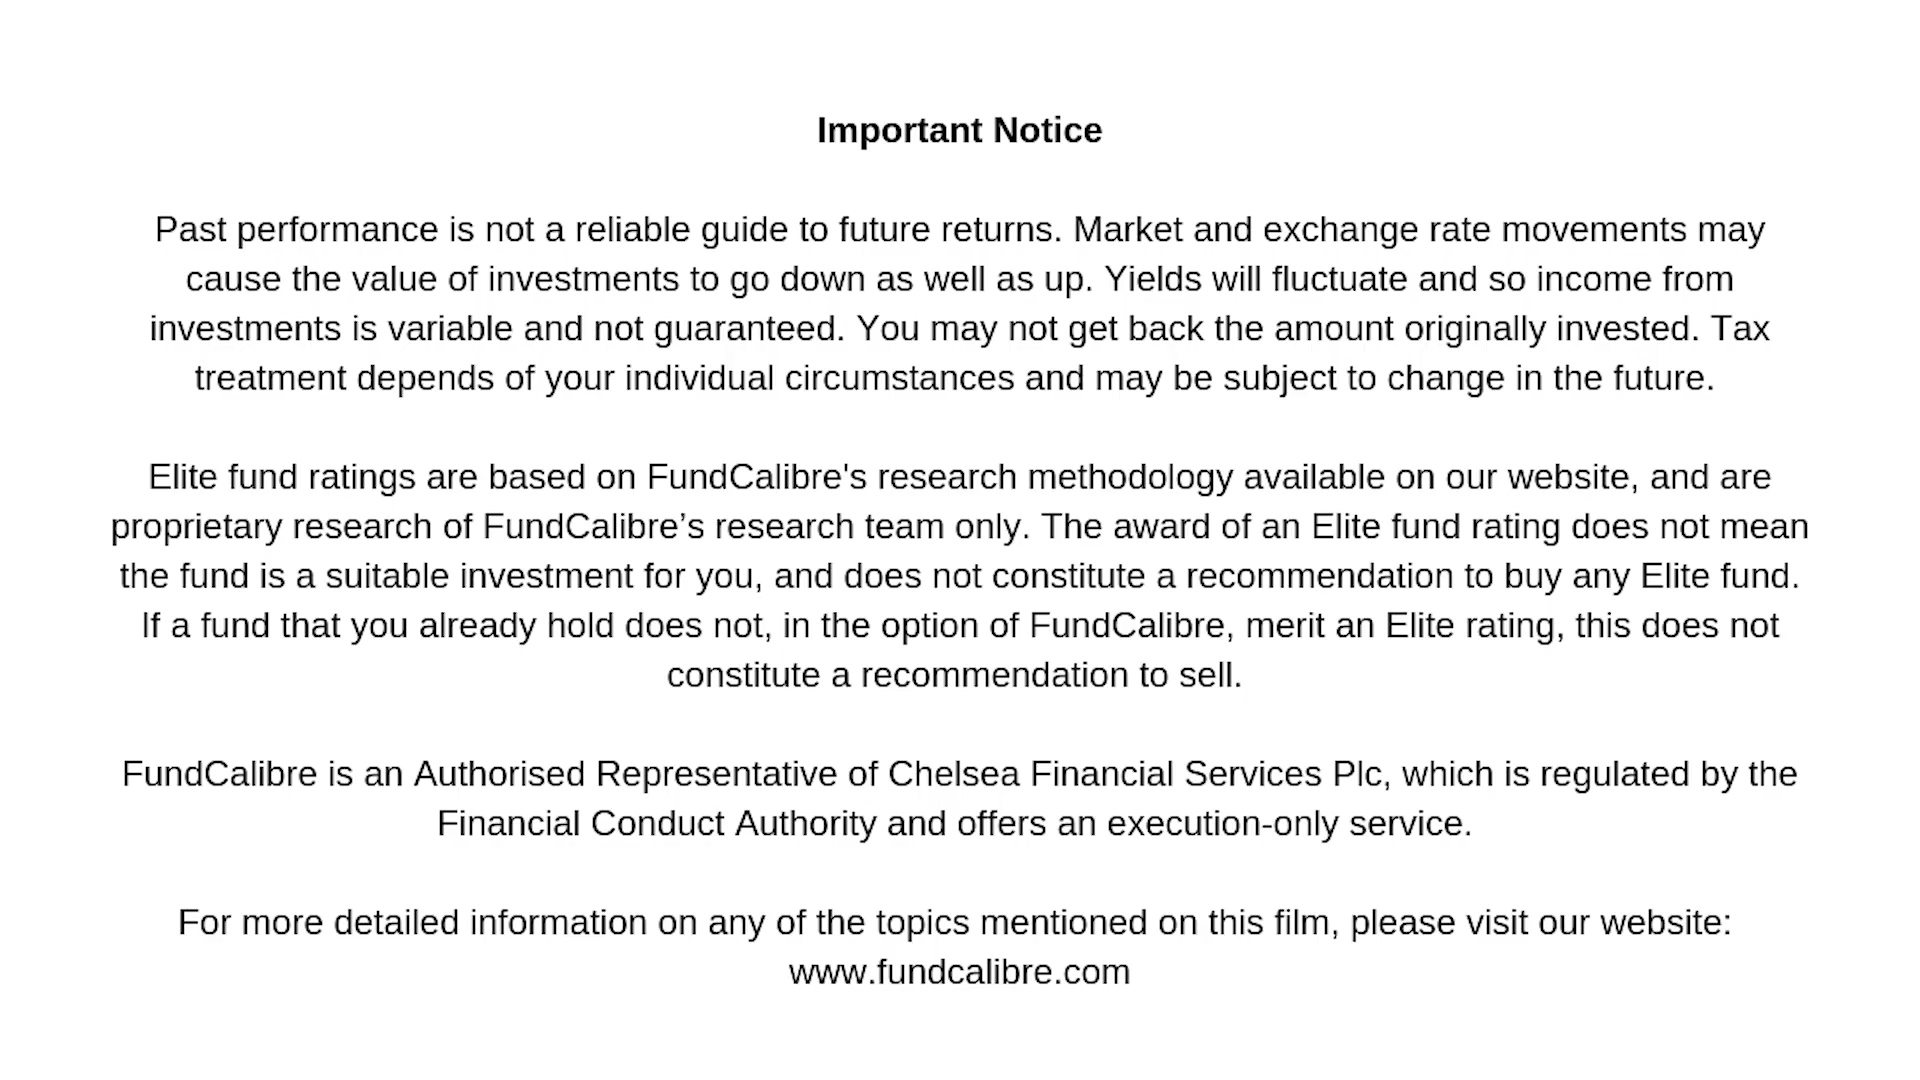 Important Notice
Past performance is not a reliable guide to future returns. Market and exchange rate movements may
cause the value of investments to go down as well as up. Yields will fluctuate and so income from
investments is variable and not guaranteed. You may not get back the amount originally invested. Tax
treatment depends of your individual circumstances and may be subject to change in the future.
Elite fund ratings are based on FundCalibre's research methodology available on our website, and are
proprietary research of FundCalibre’s research team only. The award of an Elite fund rating does not mean
the fund is a suitable investment for you, and does not constitute a recommendation to buy any Elite fund.
If a fund that you already hold does not, in the option of FundCalibre, merit an Elite rating, this does not
constitute a recommendation to sell.
FundCalibre is an Authorised Representative of Chelsea Financial Services Plc, which is regulated by the
Financial Conduct Authority and offers an execution-only service.
For more detailed information on any of the topics mentioned on this film, please visit our website:
www.fundcalibre.com